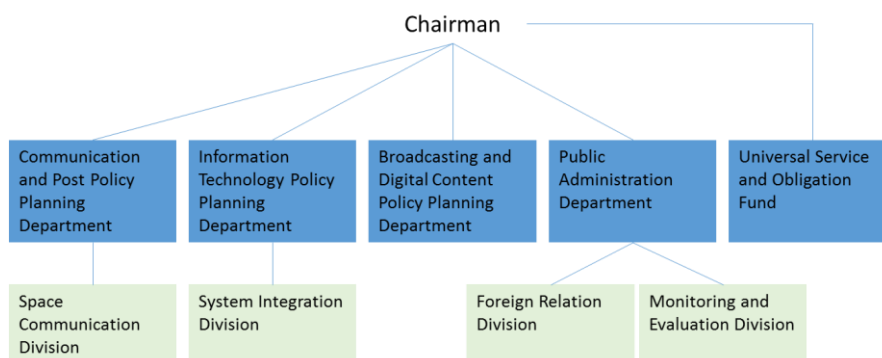 Chairman
Communication
and Post Policy
Planning
Department
Information
Technology Policy
Planning
Department
Broadcasting and
Digital Content
Policy Planning
Department
Public
Administration
Department
Universal Service
and Obligation
Fund
Space
Communication
Division
System Integration
Division
Foreign Relation
Division
Monitoring and
Evaluation Division